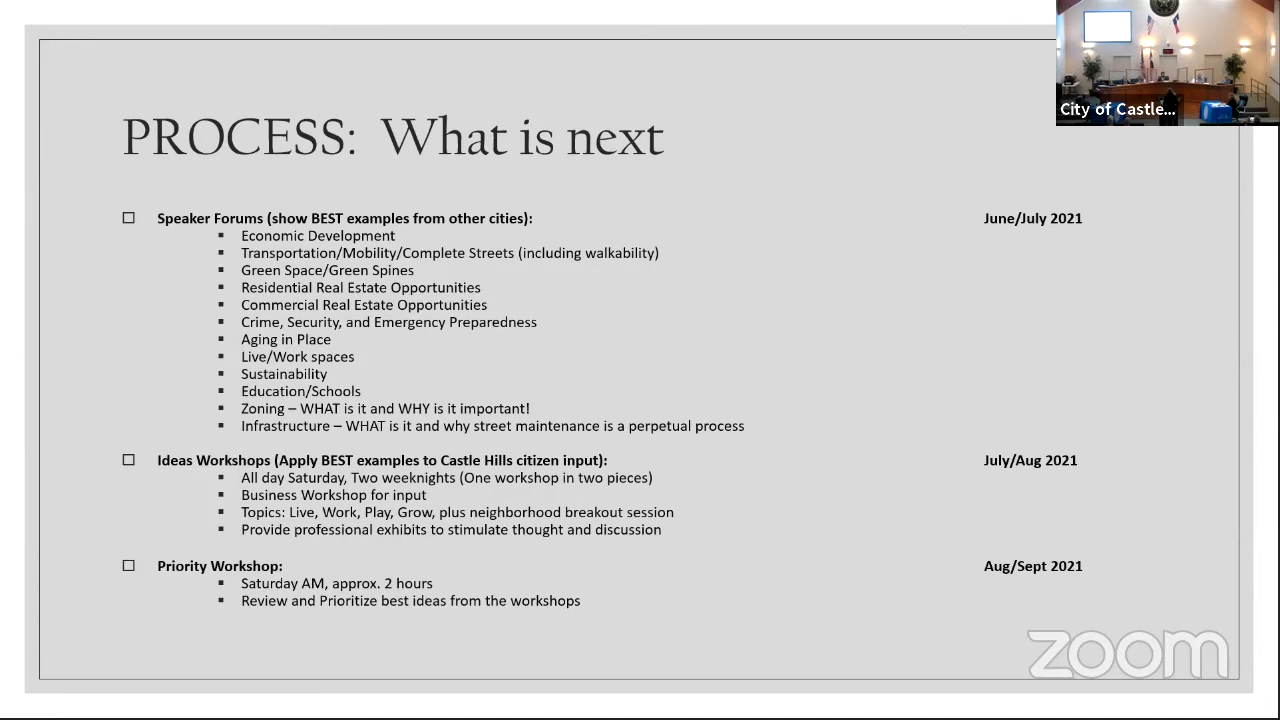 City of Castle...
PROCESS: What is next
Speaker Forums (show BEST examples from other cities): June/July 2021
Economic Development
Transportation/Mobility/Complete Streets (including walkability)
Green Space/Green Spines
Residential Real Estate Opportunities
Commercial Real Estate Opportunities
Crime, Security, and Emergency Preparedness
Aging in Place
Live/Work spaces
Sustainability
Education/Schools
Zoning – WHAT is it and WHY is it important!
Infrastructure – WHAT is it and why street maintenance is a perpetual process
Ideas Workshops (Apply BEST examples to Castle Hills citizen input): July/Aug 2021
All day Saturday, Two weeknights (One workshop in two pieces)
Business Workshop for input
Topics: Live, Work, Play, Grow, plus neighborhood breakout session
Provide professional exhibits to stimulate thought and discussion
Priority Workshop: Aug/Sept 2021
Saturday AM, approx. 2 hours
Review and Prioritize best ideas from the workshops
zoom